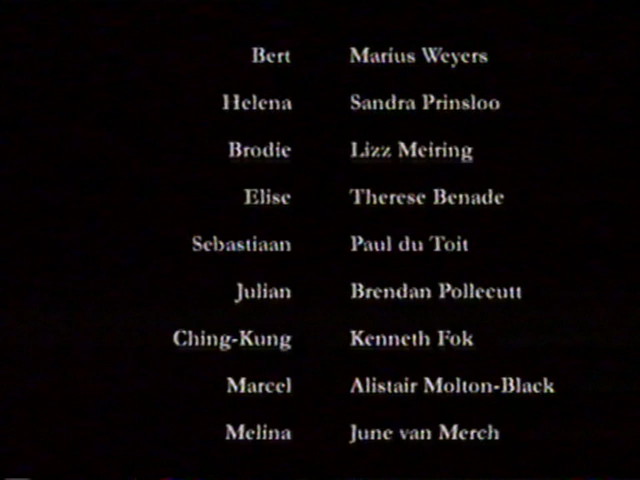 Bert Marius Weyers
Helena Sandra Prinsloo
Brodie Lizz Meiring
Elise Therese Benade
Sebastiaan Paul du Toit
Julian Brendan Pollecutt
Ching-Kung Kenneth Fok
Marcel Alistair Molton-Black
Melina June van Merch